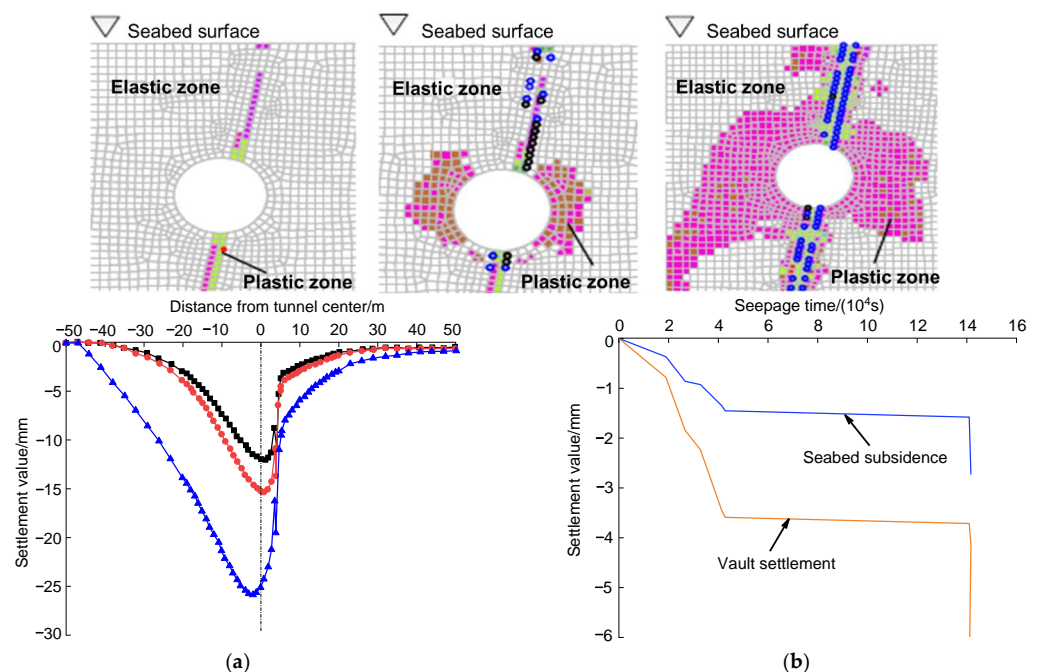 Seabed surface
Seabed surface
Seabed surface
Elastic zone
Elastic zone
Elastic zone
Plastic zone
Plastic zone
Plastic zone
Distance from tunnel center/m
−50 −40 −30 −20 −10 0 10 20 30 40 50
0
−5
−10
−15
−20
−25
−30
Settlement value/mm
(a)
Seepage time/(10⁴s)
0 2 4 6 8 10 12 14 16
0
−1
−2
−3
−4
−5
−6
Settlement value/mm
Seabed subsidence
Vault settlement
(b)